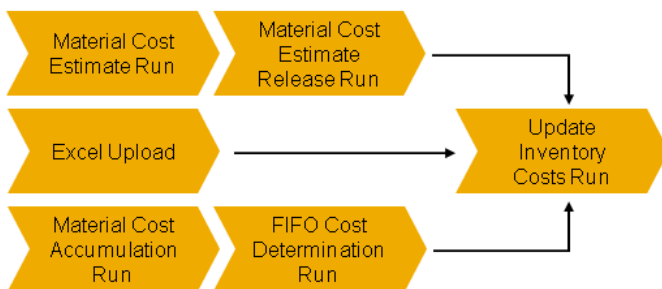 Material Cost
Estimate Run
Material Cost
Estimate
Release Run
Excel Upload
Update
Inventory
Costs Run
Material Cost
Accumulation
Run
FIFO Cost
Determination
Run